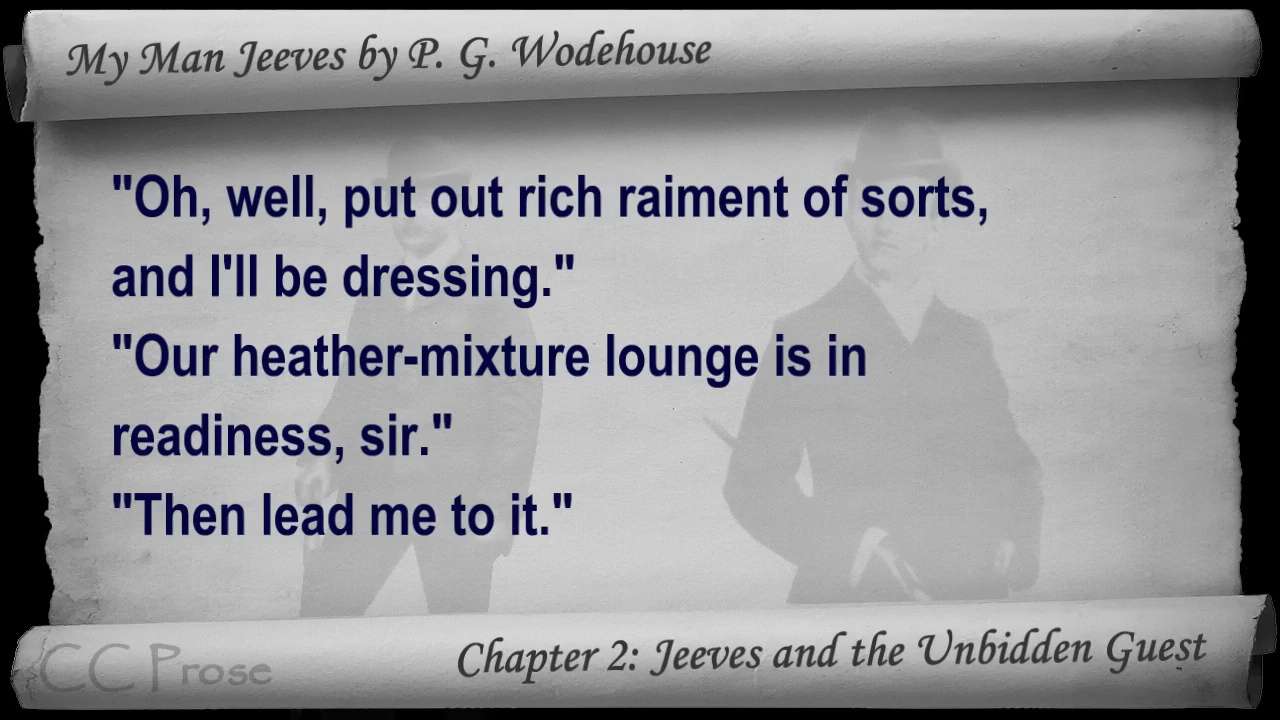 My Man Jeeves by P. G. Wodehouse
"Oh, well, put out rich raiment of sorts,
and I'll be dressing."
"Our heather-mixture lounge is in
readiness, sir."
"Then lead me to it."
CC Prose
Chapter 2: Jeeves and the Unbidden Guest